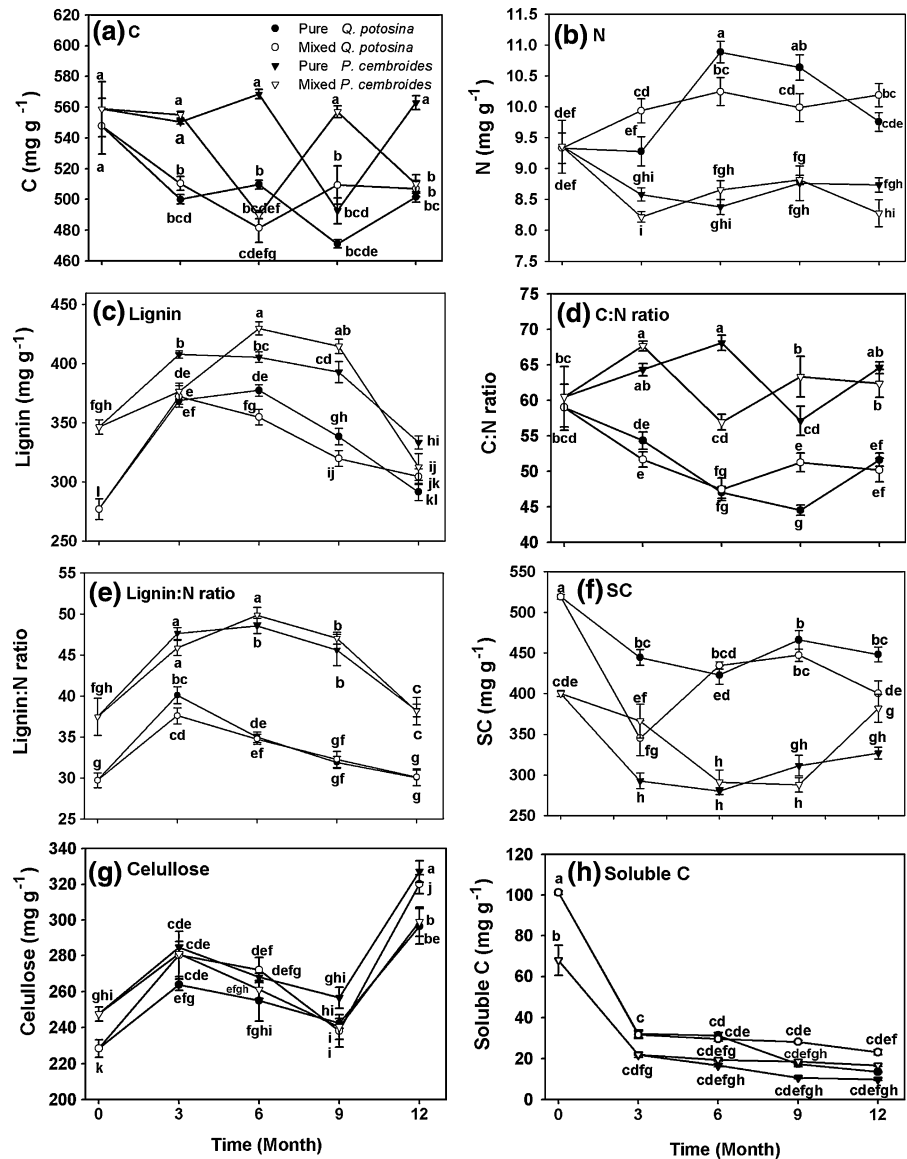 (a) C
Pure Q. potosina
Mixed Q. potosina
Pure P. cembroides
Mixed P. cembroides
C (mg g-1)
620
600
580
560
540
520
500
480
460
a
a
a
a
b
bcd
a
b
bcdef
cdefg
a
b
bcd
bcde
a
b
b
bc
(b) N
N (mg g-1)
11.5
11.0
10.5
10.0
9.5
9.0
8.5
8.0
7.5
def
def
cd
ef
ghi
i
a
bc
fgh
ghi
ab
cd
fg
fgh
bc
cde
fgh
hi
(c) Lignin
Lignin (mg g-1)
450
400
350
300
250
fgh
l
b
de
e
ef
a
bc
de
fg
ab
cd
gh
ij
hi
ij
jk
kl
(d) C:N ratio
C:N ratio
75
70
65
60
55
50
45
40
bc
bcd
a
ab
de
e
a
cd
fg
fg
b
cd
e
g
ab
b
ef
ef
(e) Lignin:N ratio
Lignin:N ratio
55
50
45
40
35
30
25
fgh
g
a
a
bc
cd
a
b
de
ef
b
b
gf
gf
c
c
g
g
(f) SC
SC (mg g-1)
550
500
450
400
350
300
250
a
cde
bc
ef
fg
h
bcd
ed
h
h
b
bc
gh
h
bc
de
g
gh
(g) Celullose
Celullose (mg g-1)
340
320
300
280
260
240
220
200
ghi
k
cde
cde
cde
efg
def
defg
efgh
fghi
ghi
hi
i
i
a
j
b
be
0
3
6
9
12
Time (Month)
(h) Soluble C
Soluble C (mg g-1)
120
100
80
60
40
20
0
a
b
c
cdfg
cd
cde
cdefg
cdefgh
cde
cdefgh
cdefgh
cdef
cdefgh
0
3
6
9
12
Time (Month)